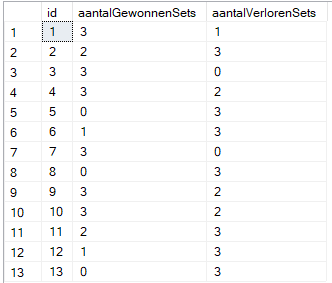 id aantalGewonnenSets aantalVerlorenSets
1 1 3 1
2 2 2 3
3 3 3 0
4 4 3 2
5 5 0 3
6 6 1 3
7 7 3 0
8 8 0 3
9 9 3 2
10 10 3 2
11 11 2 3
12 12 1 3
13 13 0 3